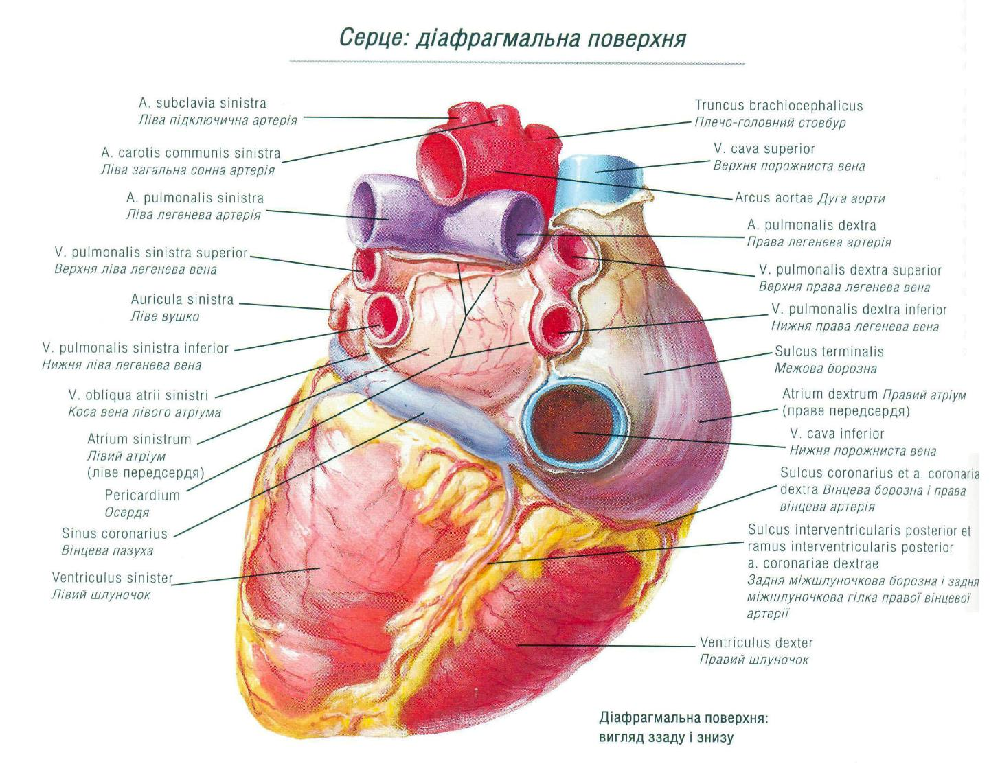 Серце: діафрагмальна поверхня
A. subclavia sinistra
Ліва підключична артерія
A. carotis communis sinistra
Ліва загальна сонна артерія
A. pulmonalis sinistra
Ліва легенева артерія
V. pulmonalis sinistra superior
Верхня ліва легенева вена
Auricula sinistra
Ліве вушко
V. pulmonalis sinistra inferior
Нижня ліва легенева вена
V. obliqua atrii sinistri
Коса вена лівого атріума
Atrium sinistrum
Лівий атріум
(ліве передсердя)
Pericardium
Осердя
Sinus coronarius
Вінцева пазуха
Ventriculus sinister
Лівий шлуночок
Truncus brachiocephalicus
Плечо-головний стовбур
V. cava superior
Верхня порожниста вена
Arcus aortae Дуга аорти
A. pulmonalis dextra
Права легенева артерія
V. pulmonalis dextra superior
Верхня права легенева вена
V. pulmonalis dextra inferior
Нижня права легенева вена
Sulcus terminalis
Межова борозна
Atrium dextrum Правий атріум
(праве передсердя)
V. cava inferior
Нижня порожниста вена
Sulcus coronarius et a. coronaria
dextra Вінцева борозна і права
вінцева артерія
Sulcus interventricularis posterior et
ramus interventricularis posterior
a. coronariae dextrae
Задня міжшлуночкова борозна і задня
міжшлуночкова гілка правої вінцевої
артерії
Ventriculus dexter
Правий шлуночок
Діафрагмальна поверхня:
вигляд ззаду і знизу